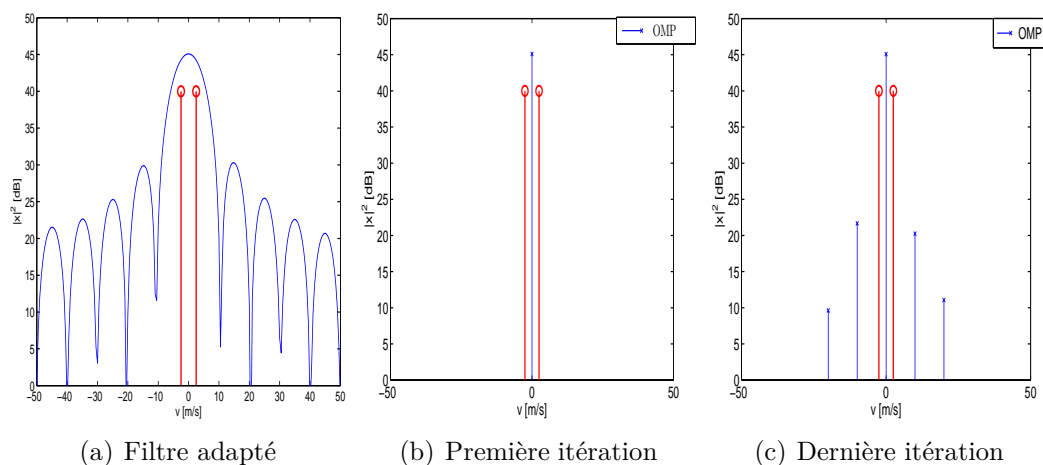 50
45
40
35
30
25
20
15
10
5
0
|x|² [dB]
−50 −40 −30 −20 −10 0 10 20 30 40 50
v [m/s]
(a) Filtre adapté
50
45
40
35
30
25
20
15
10
5
0
|x|² [dB]
OMP
−50 0 50
v [m/s]
(b) Première itération
50
45
40
35
30
25
20
15
10
5
0
|x|² [dB]
OMP
−50 0 50
v [m/s]
(c) Dernière itération